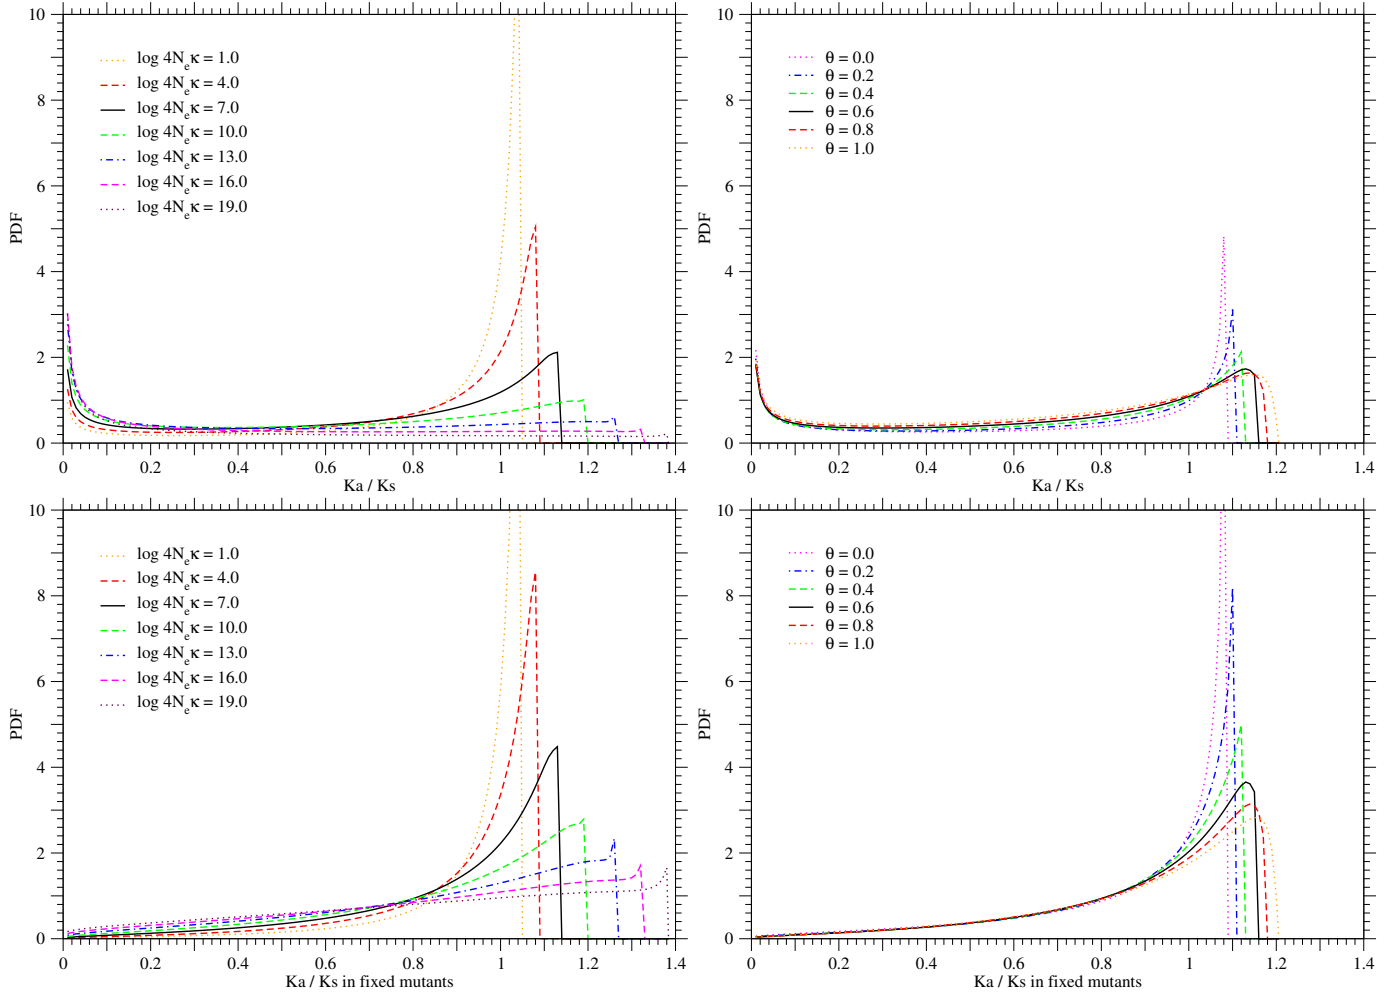 10
8
6
4
2
0
PDF
log 4Nₑκ = 1.0
log 4Nₑκ = 4.0
log 4Nₑκ = 7.0
log 4Nₑκ = 10.0
log 4Nₑκ = 13.0
log 4Nₑκ = 16.0
log 4Nₑκ = 19.0
0 0.2 0.4 0.6 0.8 1 1.2 1.4
Ka / Ks
10
8
6
4
2
0
PDF
θ = 0.0
θ = 0.2
θ = 0.4
θ = 0.6
θ = 0.8
θ = 1.0
0 0.2 0.4 0.6 0.8 1 1.2 1.4
Ka / Ks
10
8
6
4
2
0
PDF
log 4Nₑκ = 1.0
log 4Nₑκ = 4.0
log 4Nₑκ = 7.0
log 4Nₑκ = 10.0
log 4Nₑκ = 13.0
log 4Nₑκ = 16.0
log 4Nₑκ = 19.0
0 0.2 0.4 0.6 0.8 1 1.2 1.4
Ka / Ks in fixed mutants
10
8
6
4
2
0
PDF
θ = 0.0
θ = 0.2
θ = 0.4
θ = 0.6
θ = 0.8
θ = 1.0
0 0.2 0.4 0.6 0.8 1 1.2 1.4
Ka / Ks in fixed mutants